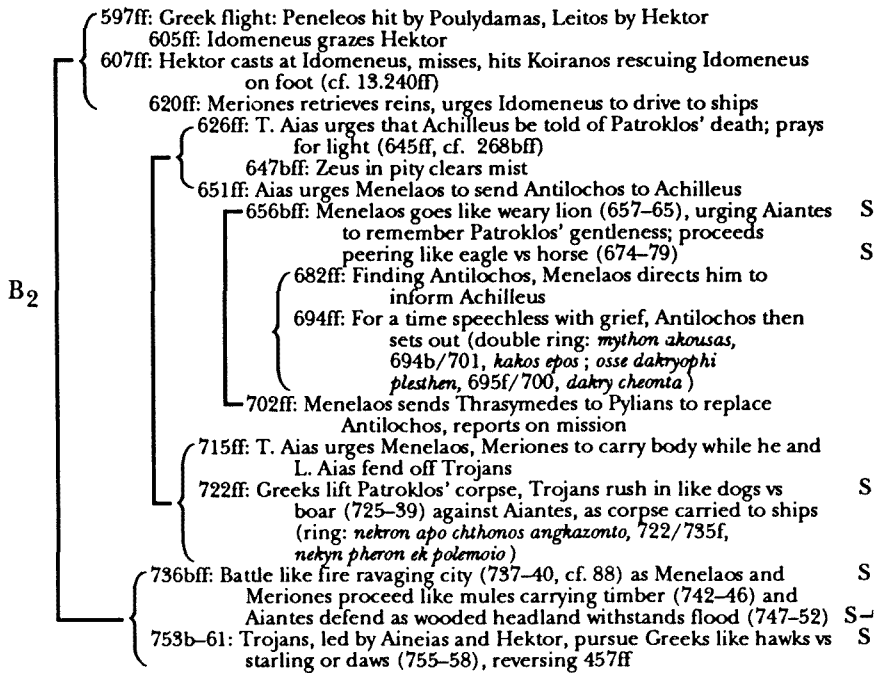 597ff: Greek flight: Peneleos hit by Poulydamas, Leitos by Hektor
605ff: Idomeneus grazes Hektor
607ff: Hektor casts at Idomeneus, misses, hits Koiranos rescuing Idomeneus
on foot (cf. 13.240ff)
620ff: Meriones retrieves reins, urges Idomeneus to drive to ships
626ff: T. Aias urges that Achilleus be told of Patroklos' death; prays
for light (645ff, cf. 268bff)
647bff: Zeus in pity clears mist
651ff: Aias urges Menelaos to send Antilochos to Achilleus
656bff: Menelaos goes like weary lion (657–65), urging Aiantes S
to remember Patroklos' gentleness; proceeds
peering like eagle vs horse (674–79) S
B2
682ff: Finding Antilochos, Menelaos directs him to
inform Achilleus
694ff: For a time speechless with grief, Antilochos then
sets out (double ring: mython akousas,
694b/701, kakos epos; osse dakryophi
plesthen, 695f/700, dakry cheonta)
702ff: Menelaos sends Thrasymedes to Pylians to replace
Antilochos, reports on mission
715ff: T. Aias urges Menelaos, Meriones to carry body while he and
L. Aias fend off Trojans
722ff: Greeks lift Patroklos' corpse, Trojans rush in like dogs vs S
boar (725–39) against Aiantes, as corpse carried to ships
(ring: nekron apo chthonos angkazonto, 722/735f,
nekyn pheron ek polemoio)
736bff: Battle like fire ravaging city (737–40, cf. 88) as Menelaos and S
Meriones proceed like mules carrying timber (742–46) and
Aiantes defend as wooded headland withstands flood (747–52) S–
753b–61: Trojans, led by Aineias and Hektor, pursue Greeks like hawks vs S
starling or daws (755–58), reversing 457ff